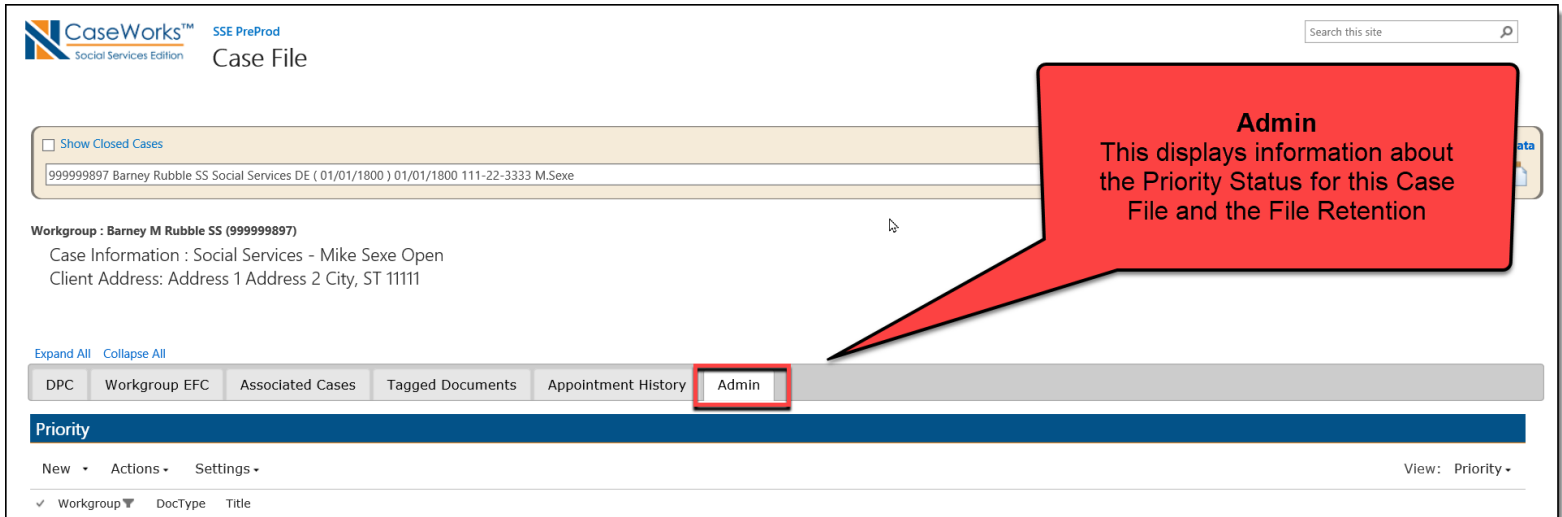 CaseWorks™
Social Services Edition
SSE PreProd
Case File
Search this site
Admin
This displays information about
the Priority Status for this Case
File and the File Retention
Show Closed Cases
ata
999999897 Barney Rubble SS Social Services DE ( 01/01/1800 ) 01/01/1800 111-22-3333 M.Sexe
Workgroup : Barney M Rubble SS (999999897)
Case Information : Social Services - Mike Sexe Open
Client Address: Address 1 Address 2 City, ST 11111
Expand All Collapse All
DPC Workgroup EFC Associated Cases Tagged Documents Appointment History Admin
Priority
New Actions Settings View: Priority
Workgroup DocType Title